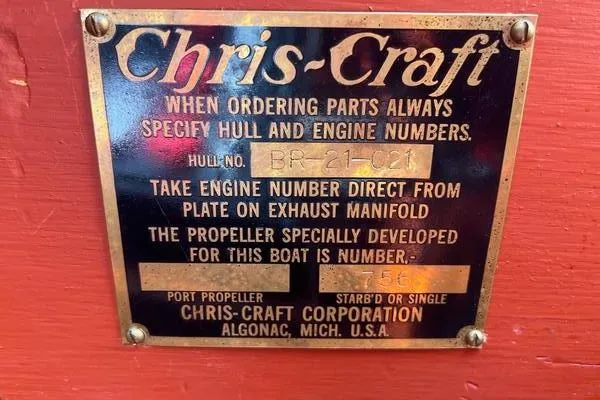 Chris-Craft
WHEN ORDERING PARTS ALWAYS
SPECIFY HULL AND ENGINE NUMBERS.
HULL NO. BR-21-021
TAKE ENGINE NUMBER DIRECT FROM
PLATE ON EXHAUST MANIFOLD
THE PROPELLER SPECIALLY DEVELOPED
FOR THIS BOAT IS NUMBER,-
756
PORT PROPELLER STARB'D OR SINGLE
CHRIS-CRAFT CORPORATION
ALGONAC, MICH. U.S.A.